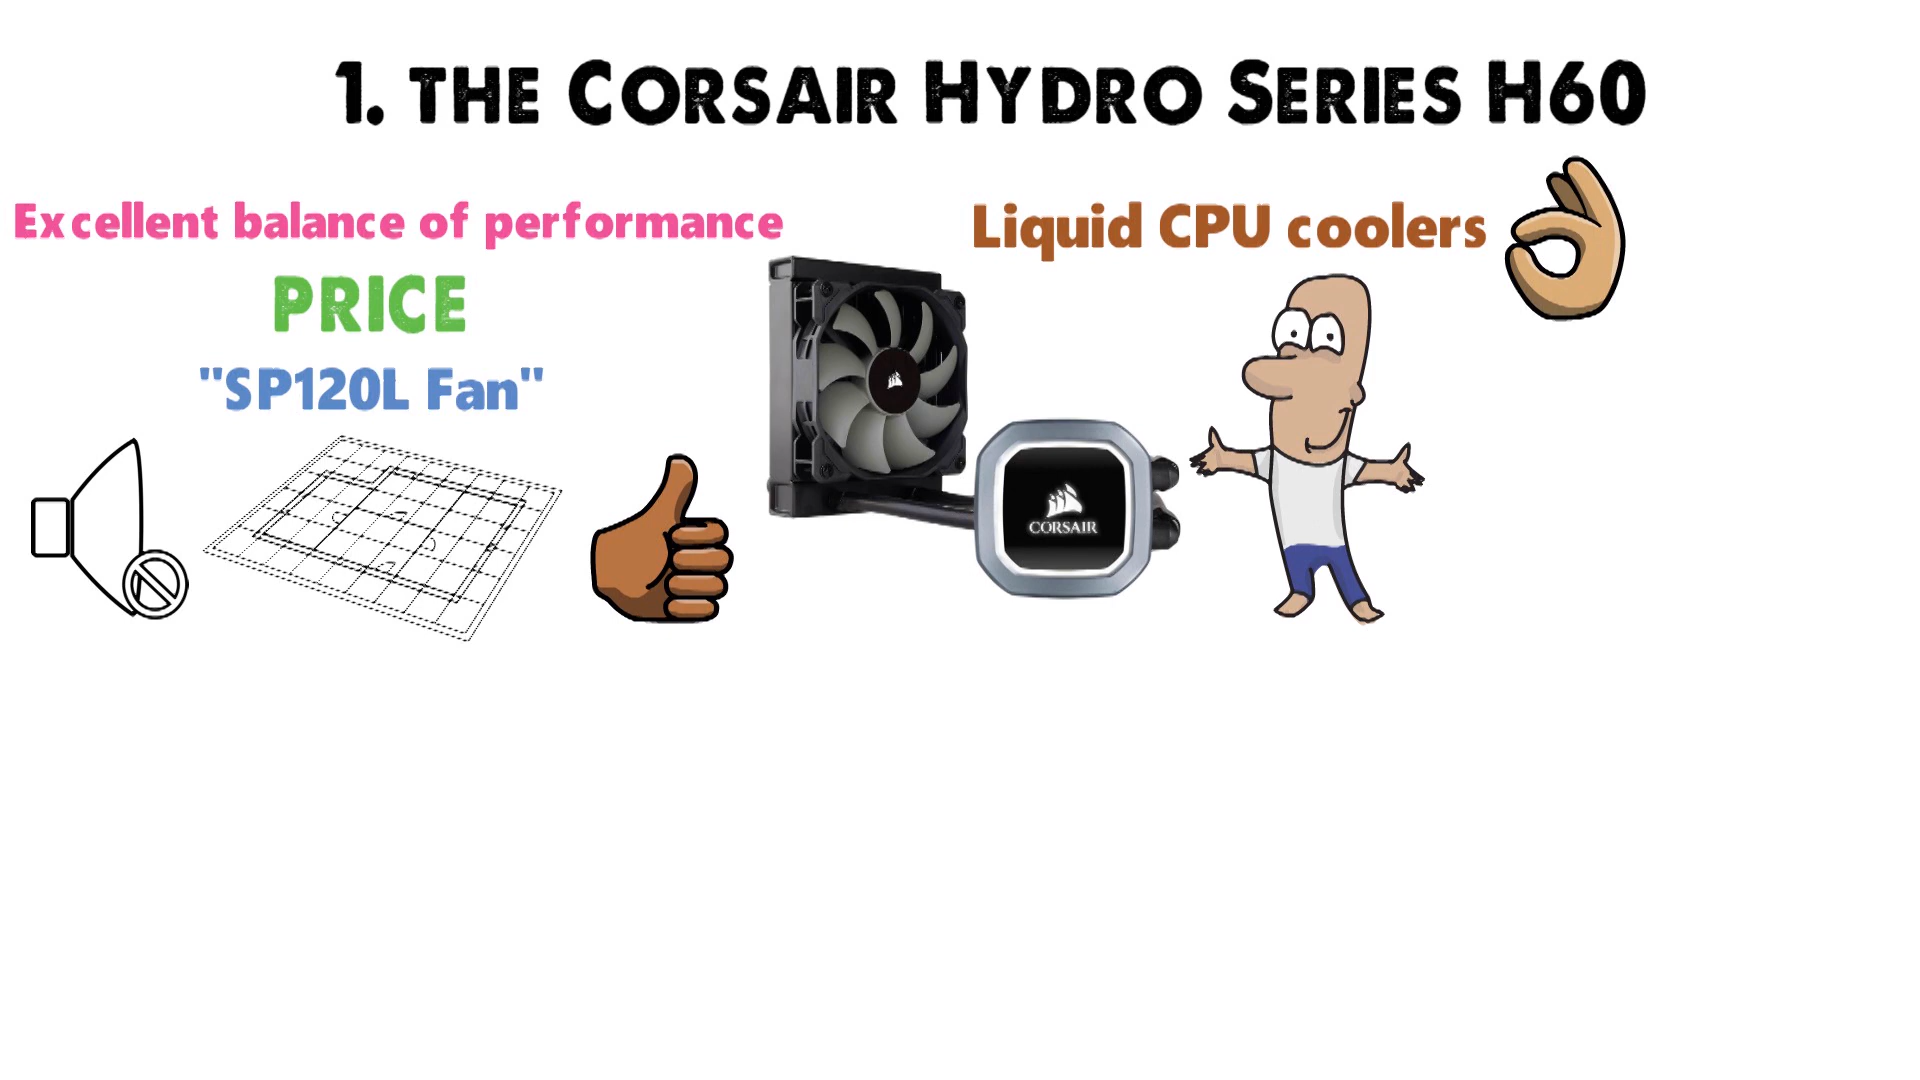 1. THE CORSAIR HYDRO SERIES H60
Excellent balance of performance
PRICE
"SP120L Fan"
Liquid CPU coolers
CORSAIR